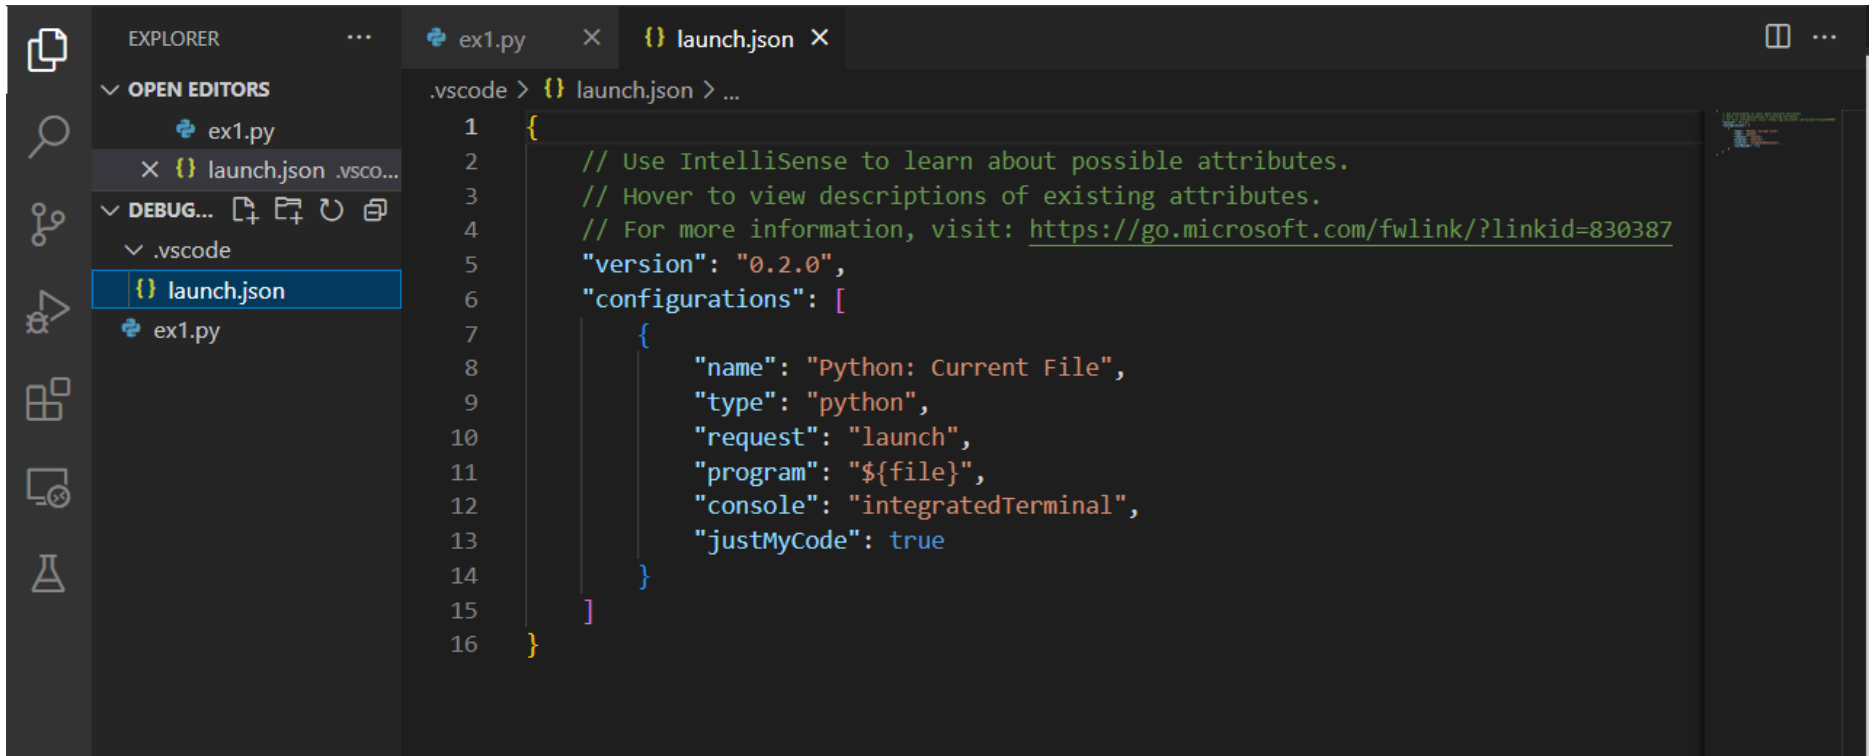 EXPLORER ...
OPEN EDITORS
ex1.py
launch.json .vsco...
DEBUG...
.vscode
{} launch.json
ex1.py
ex1.py
{} launch.json
.vscode > {} launch.json > ...
1 {
2 // Use IntelliSense to learn about possible attributes.
3 // Hover to view descriptions of existing attributes.
4 // For more information, visit: https://go.microsoft.com/fwlink/?linkid=830387
5 "version": "0.2.0",
6 "configurations": [
7 {
8 "name": "Python: Current File",
9 "type": "python",
10 "request": "launch",
11 "program": "${file}",
12 "console": "integratedTerminal",
13 "justMyCode": true
14 }
15 ]
16 }